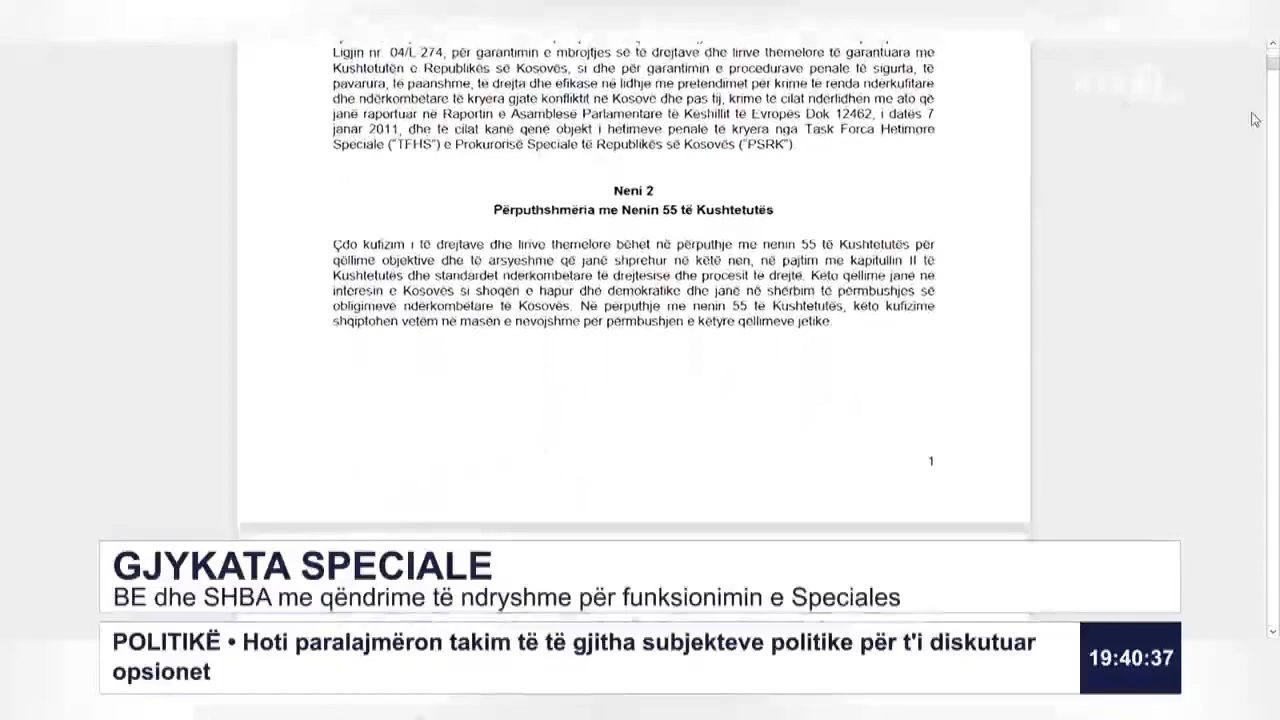 Ligjin nr. 04/L 274, për garantimin e mbrojtjes së të drejtave dhe lirive themelore të garantuara me
Kushtetutën e Republikës së Kosovës, si dhe për garantimin e procedurave penale të sigurta, të
pavarura, të paanshme, të drejta dhe efikase në lidhje me pretendimet për krime të renda ndërkufitare
dhe ndërkombëtare të kryera gjatë konfliktit në Kosovë dhe pas tij, krime të cilat ndërlidhen me ato që
janë raportuar në Raportin e Asamblesë Parlamentare të Këshillit të Evropës Dok 12462, i datës 7
janar 2011, dhe të cilat kanë qenë objekt i hetimeve penale të kryera nga Task Forca Hetimore
Speciale ("TFHS") e Prokurorisë Speciale të Republikës së Kosovës ("PSRK").
Neni 2
Përputhshmëria me Nenin 55 të Kushtetutës
Çdo kufizim i të drejtave dhe lirive themelore bëhet në përputhje me nenin 55 të Kushtetutës për
qëllime objektive dhe të arsyeshme që janë shprehur në këtë nen, në pajtim me kapitullin II të
Kushtetutës dhe standardet ndërkombëtare të drejtësisë dhe procesit të drejtë. Këto qëllime janë në
interesin e Kosovës si shoqëri e hapur dhe demokratike dhe janë në shërbim të përmbushjes së
obligimeve ndërkombëtare të Kosovës. Në përputhje me nenin 55 të Kushtetutës, këto kufizime
shqiptohen vetëm në masën e nevojshme për përmbushjen e këtyre qëllimeve jetike.
1
GJYKATA SPECIALE
BE dhe SHBA me qëndrime të ndryshme për funksionimin e Speciales
POLITIKË • Hoti paralajmëron takim të të gjitha subjekteve politike për t'i diskutuar
opsionet
19:40:37